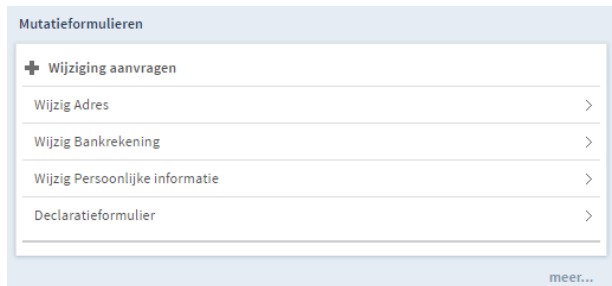 Mutatieformulieren
Wijziging aanvragen
Wijzig Adres
Wijzig Bankrekening
Wijzig Persoonlijke informatie
Declaratieformulier
meer...